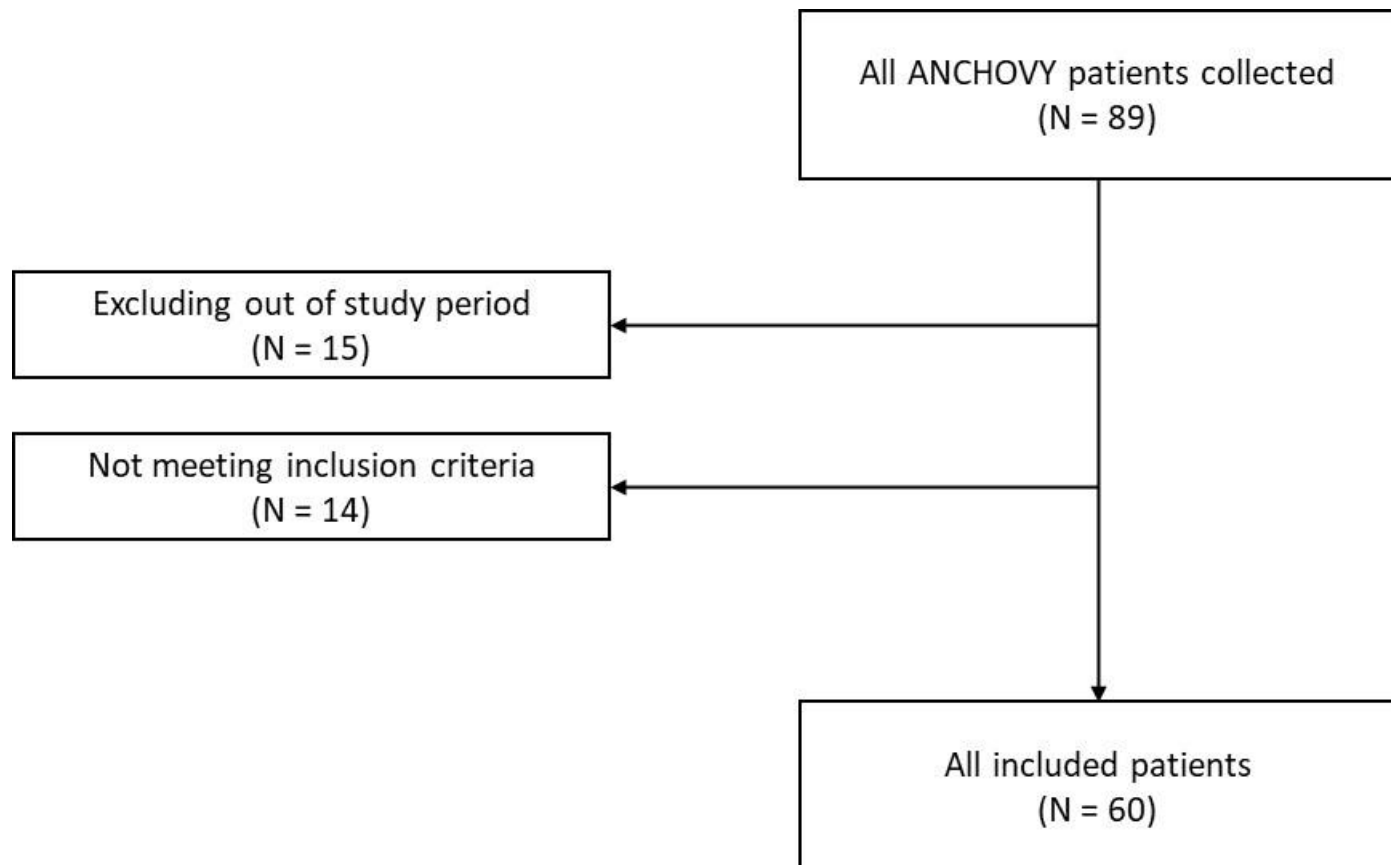 All ANCHOVY patients collected
(N = 89)
Excluding out of study period
(N = 15)
Not meeting inclusion criteria
(N = 14)
All included patients
(N = 60)